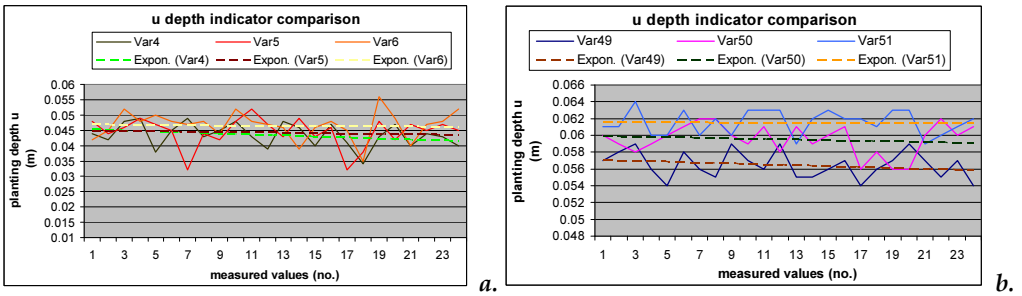 u depth indicator comparison
Var4 Var5 Var6
Expon. (Var4) Expon. (Var5) Expon. (Var6)
planting depth u
(m)
0.06
0.055
0.05
0.045
0.04
0.035
0.03
0.025
0.02
0.015
0.01
1 3 5 7 9 11 13 15 17 19 21 23
measured values (no.)
a.
u depth indicator comparison
Var49 Var50 Var51
Expon. (Var49) Expon. (Var50) Expon. (Var51)
planting depth u
(m)
0.066
0.064
0.062
0.06
0.058
0.056
0.054
0.052
0.05
0.048
1 3 5 7 9 11 13 15 17 19 21 23
measured values (no.)
b.